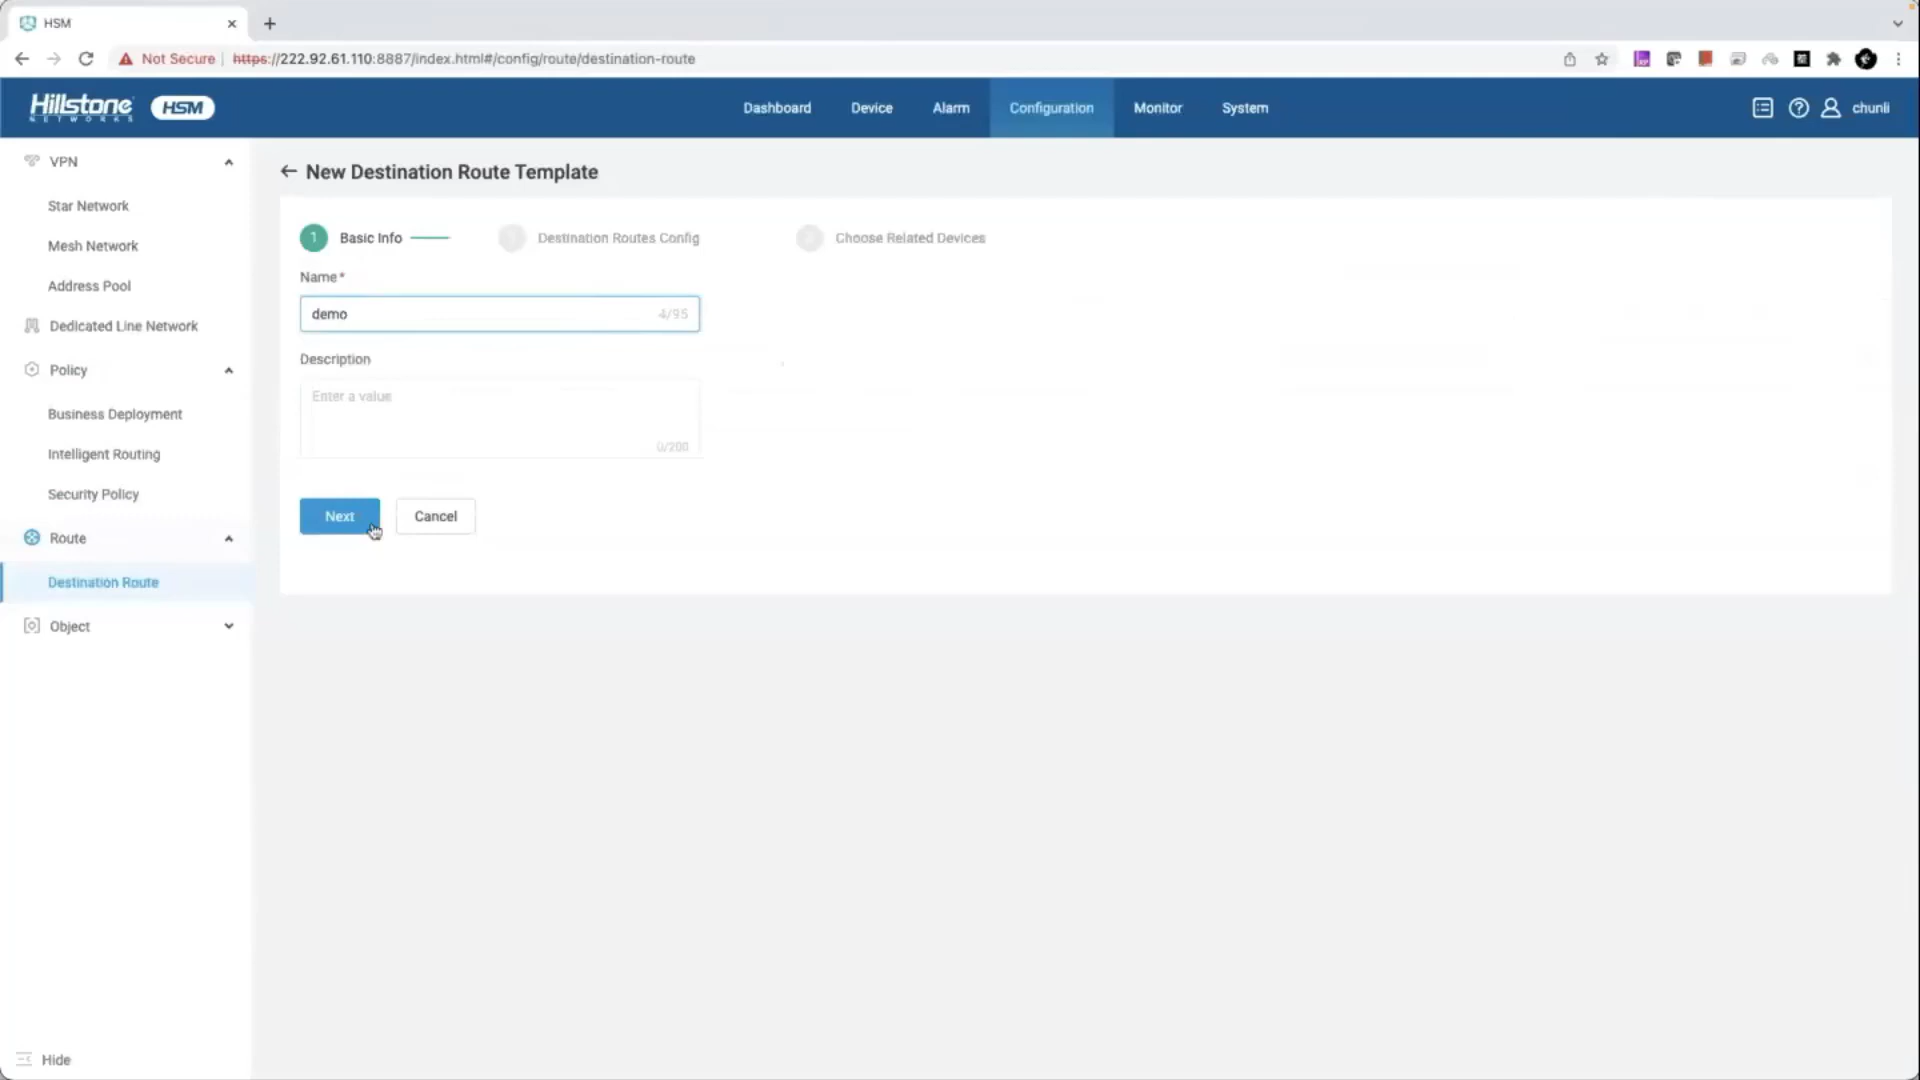 HSM
Not Secure
https://222.92.61.110:8887/index.html#/config/route/destination-route
Hillstone
NETWORKS
HSM
Dashboard
Device
Alarm
Configuration
Monitor
System
chunli
VPN
Star Network
Mesh Network
Address Pool
Dedicated Line Network
Policy
Business Deployment
Intelligent Routing
Security Policy
Route
Destination Route
Object
Hide
New Destination Route Template
1 Basic Info
Destination Routes Config
Choose Related Devices
Name*
demo 4/95
Description
Enter a value
0/200
Next
Cancel